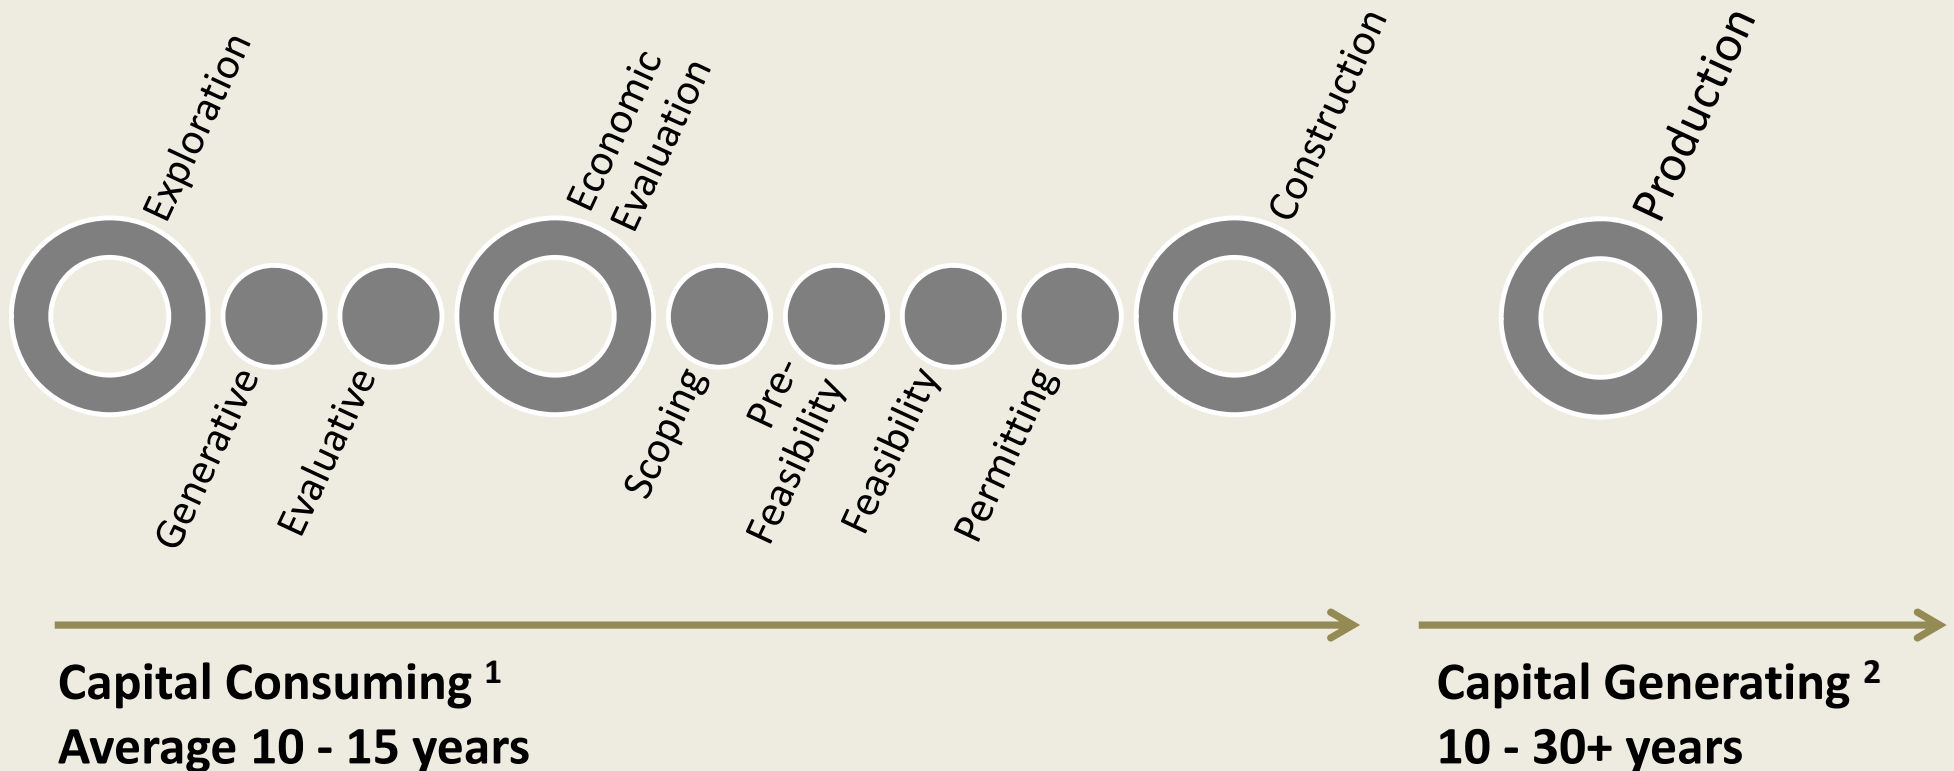 Exploration
Generative
Evaluative
Economic
Evaluation
Scoping
Pre-
Feasibility
Feasibility
Permitting
Construction
Production
Capital Consuming ¹
Average 10 - 15 years
Capital Generating ²
10 - 30+ years